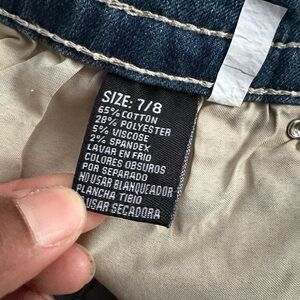 SIZE: 7/8
65% COTTON
28% POLYESTER
5% VISCOSE
2% SPANDEX
LAVAR EN FRIO
COLORES OBSUROS
POR SEPARADO
NO USAR BLANQUEADOR
PLANCHA TIBIO
USAR SECADORA